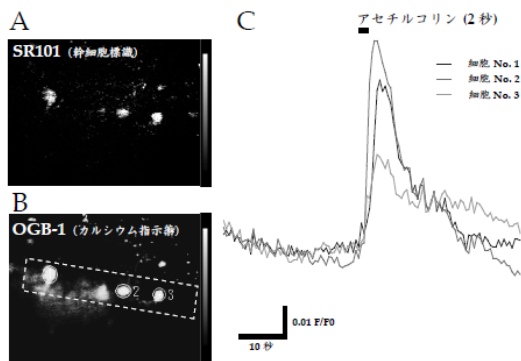 A
SR101 (幹細胞標識)
B
OGB-1 (カルシウム指示薬)
2
3
C
アセチルコリン (2 秒)
細胞 No. 1
細胞 No. 2
細胞 No. 3
0.01 F/F0
10 秒